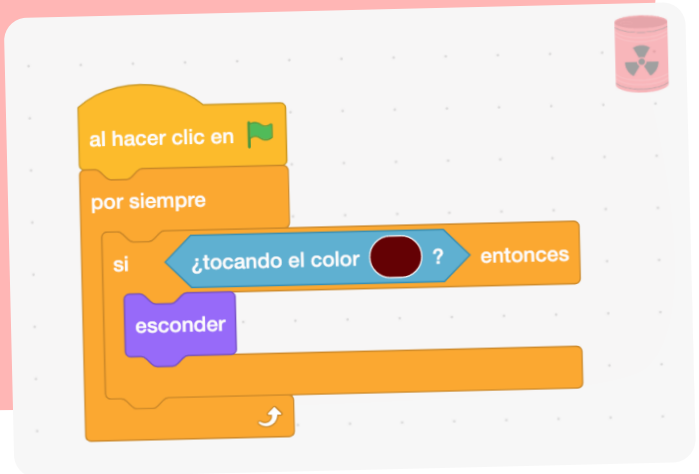 al hacer clic en
por siempre
si ¿tocando el color ? entonces
esconder